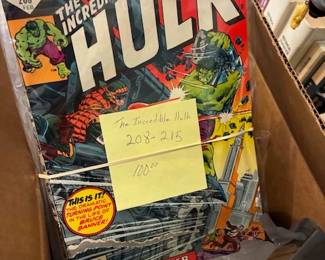 208
THE
INCREDIBLE
HULK
The Incredible Hulk
208-215
100.00
THIS IS IT!
THE DRAMATIC
TURNING POINT
IN THE LIFE OF
BRUCE BANNER!